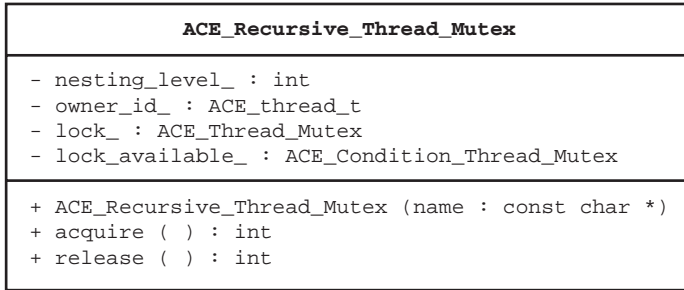 ACE_Recursive_Thread_Mutex
- nesting_level_ : int
- owner_id_ : ACE_thread_t
- lock_ : ACE_Thread_Mutex
- lock_available_ : ACE_Condition_Thread_Mutex
+ ACE_Recursive_Thread_Mutex (name : const char *)
+ acquire ( ) : int
+ release ( ) : int